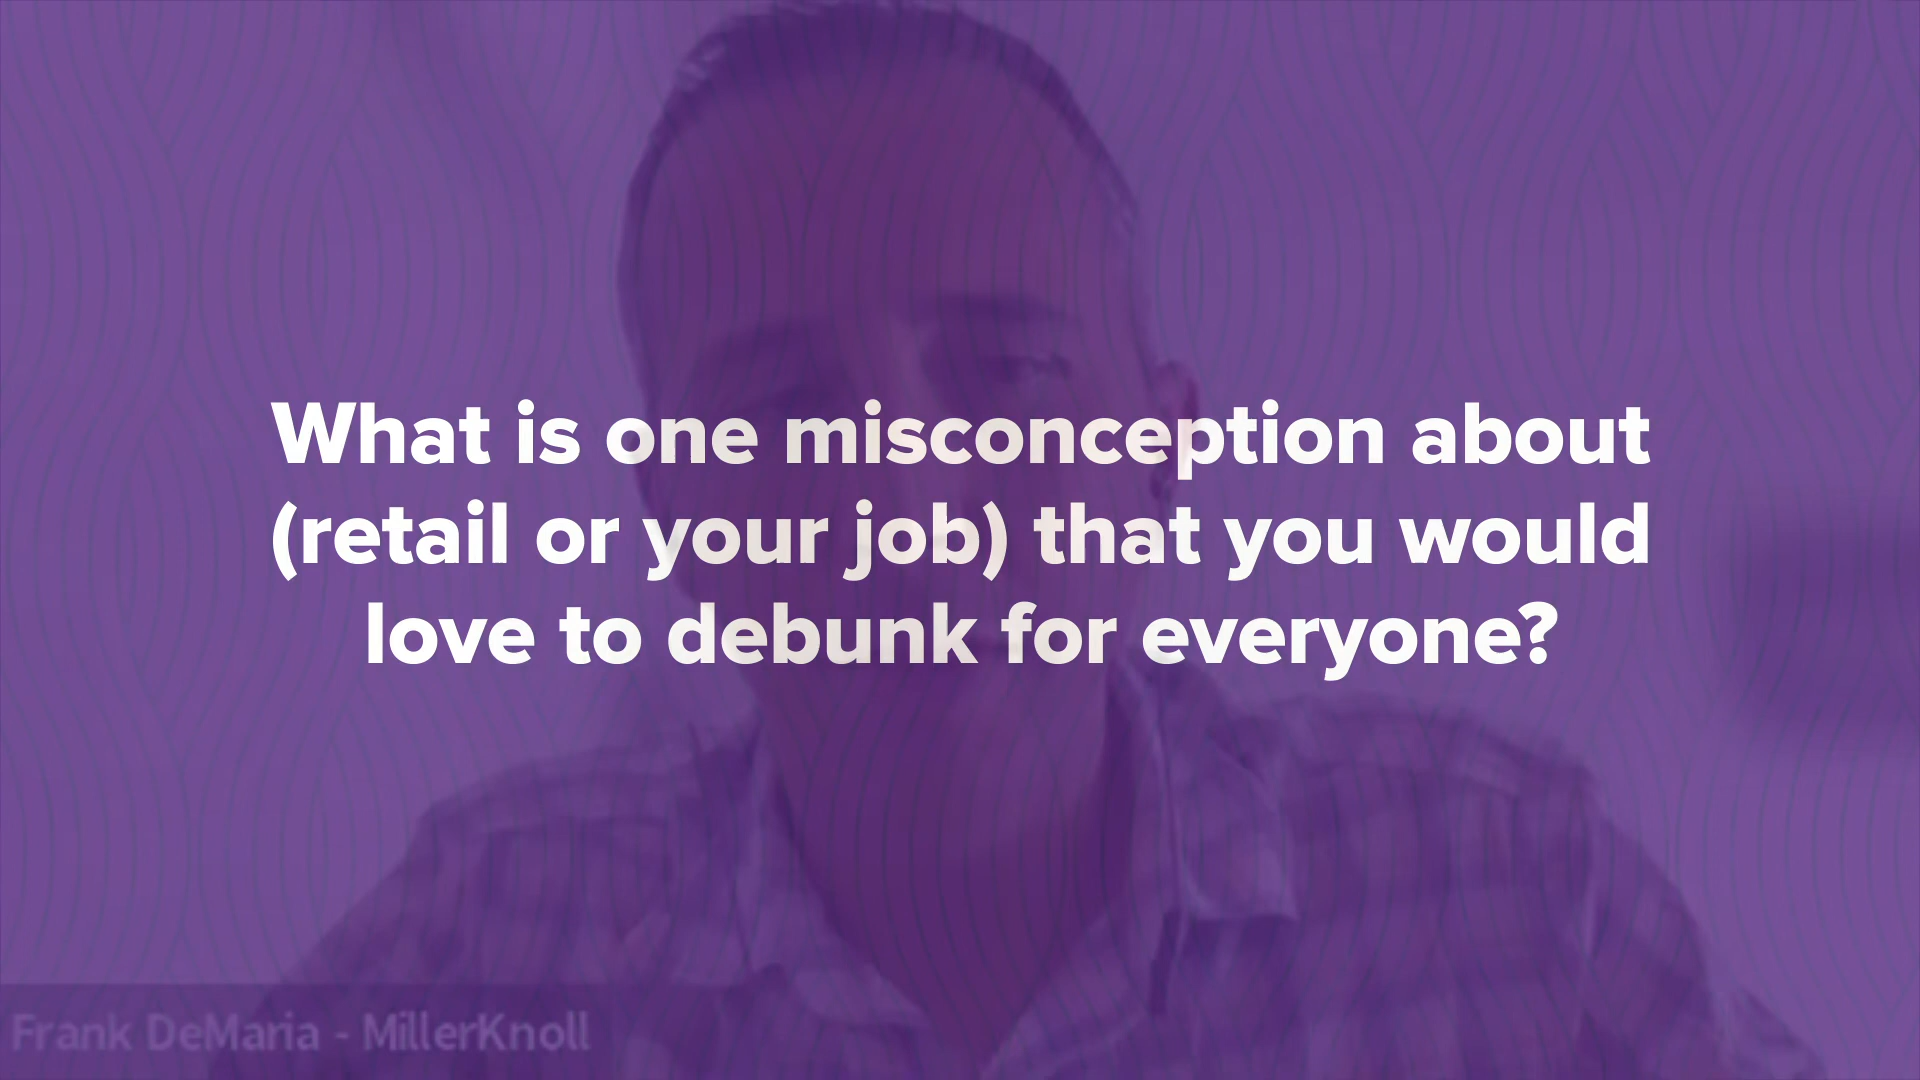 What is one misconception about
(retail or your job) that you would
love to debunk for everyone?
Frank DeMaria - MillerKnoll